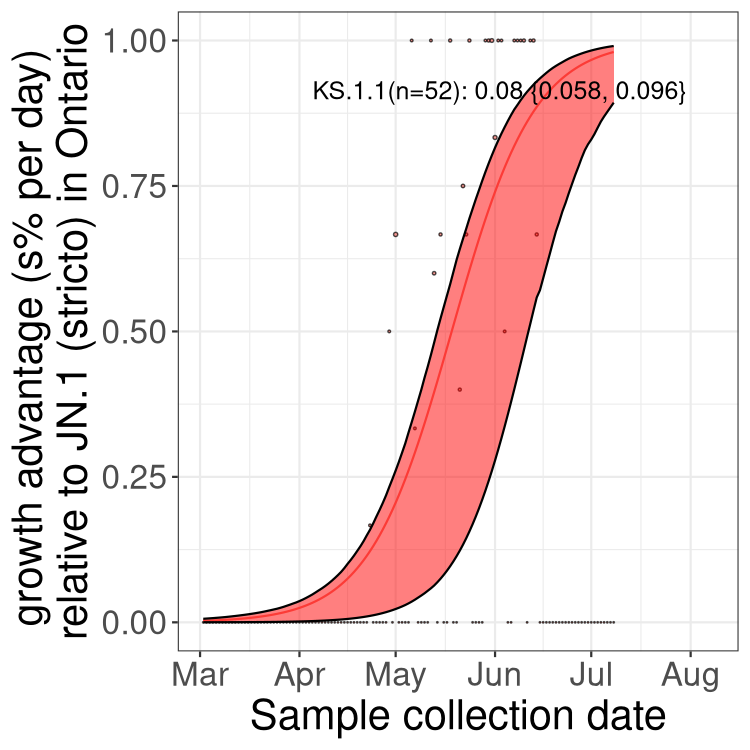 growth advantage (s% per day)
relative to JN.1 (stricto) in Ontario
1.00
0.75
0.50
0.25
0.00
KS.1.1(n=52): 0.08 {0.058, 0.096}
Mar Apr May Jun Jul Aug
Sample collection date